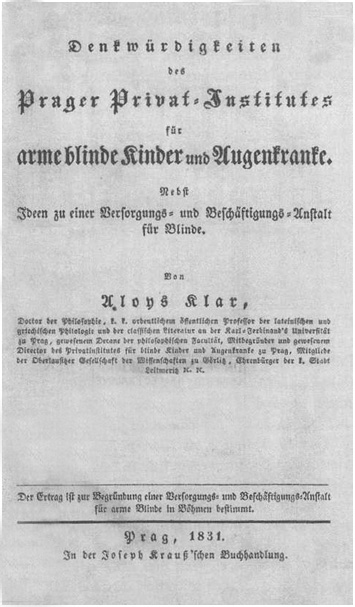 Denkwürdigkeiten
des
Prager Privat-Institutes
für
arme blinde Kinder und Augenkranke.
Nebst
Ideen zu einer Versorgungs- und Beschäftigungs-Anstalt
für Blinde.
Von
Aloys Klar,
Doctor der Philosophie, k. k. ordentlichem öffentlichen Professor der lateinischen und
griechischen Philologie und der classischen Literatur an der Karl-Ferdinand's Universität
zu Prag, gewesenem Decane der philosophischen Facultät, Mitbegründer und gewesenem
Director des Privatinstitutes für blinde Kinder und Augenkranke zu Prag, Mitgliede
der Oberlausitzer Gesellschaft der Wissenschaften zu Görlitz, Ehrenbürger der k. Stadt
Leitmeritz ꝛc. ꝛc.
Der Ertrag ist zur Begründung einer Versorgungs- und Beschäftigungs-Anstalt
für arme Blinde in Böhmen bestimmt.
Prag, 1831.
In der Joseph Krauß'schen Buchhandlung.